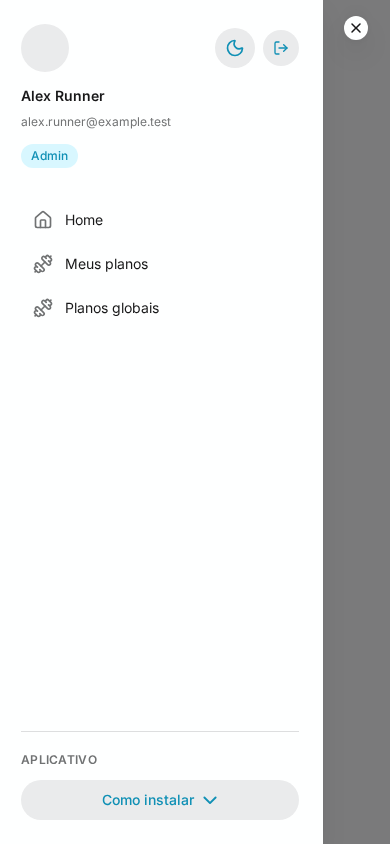 Alex Runner
alex.runner@example.test
Admin
Home
Meus planos
Planos globais
APLICATIVO
Como instalar